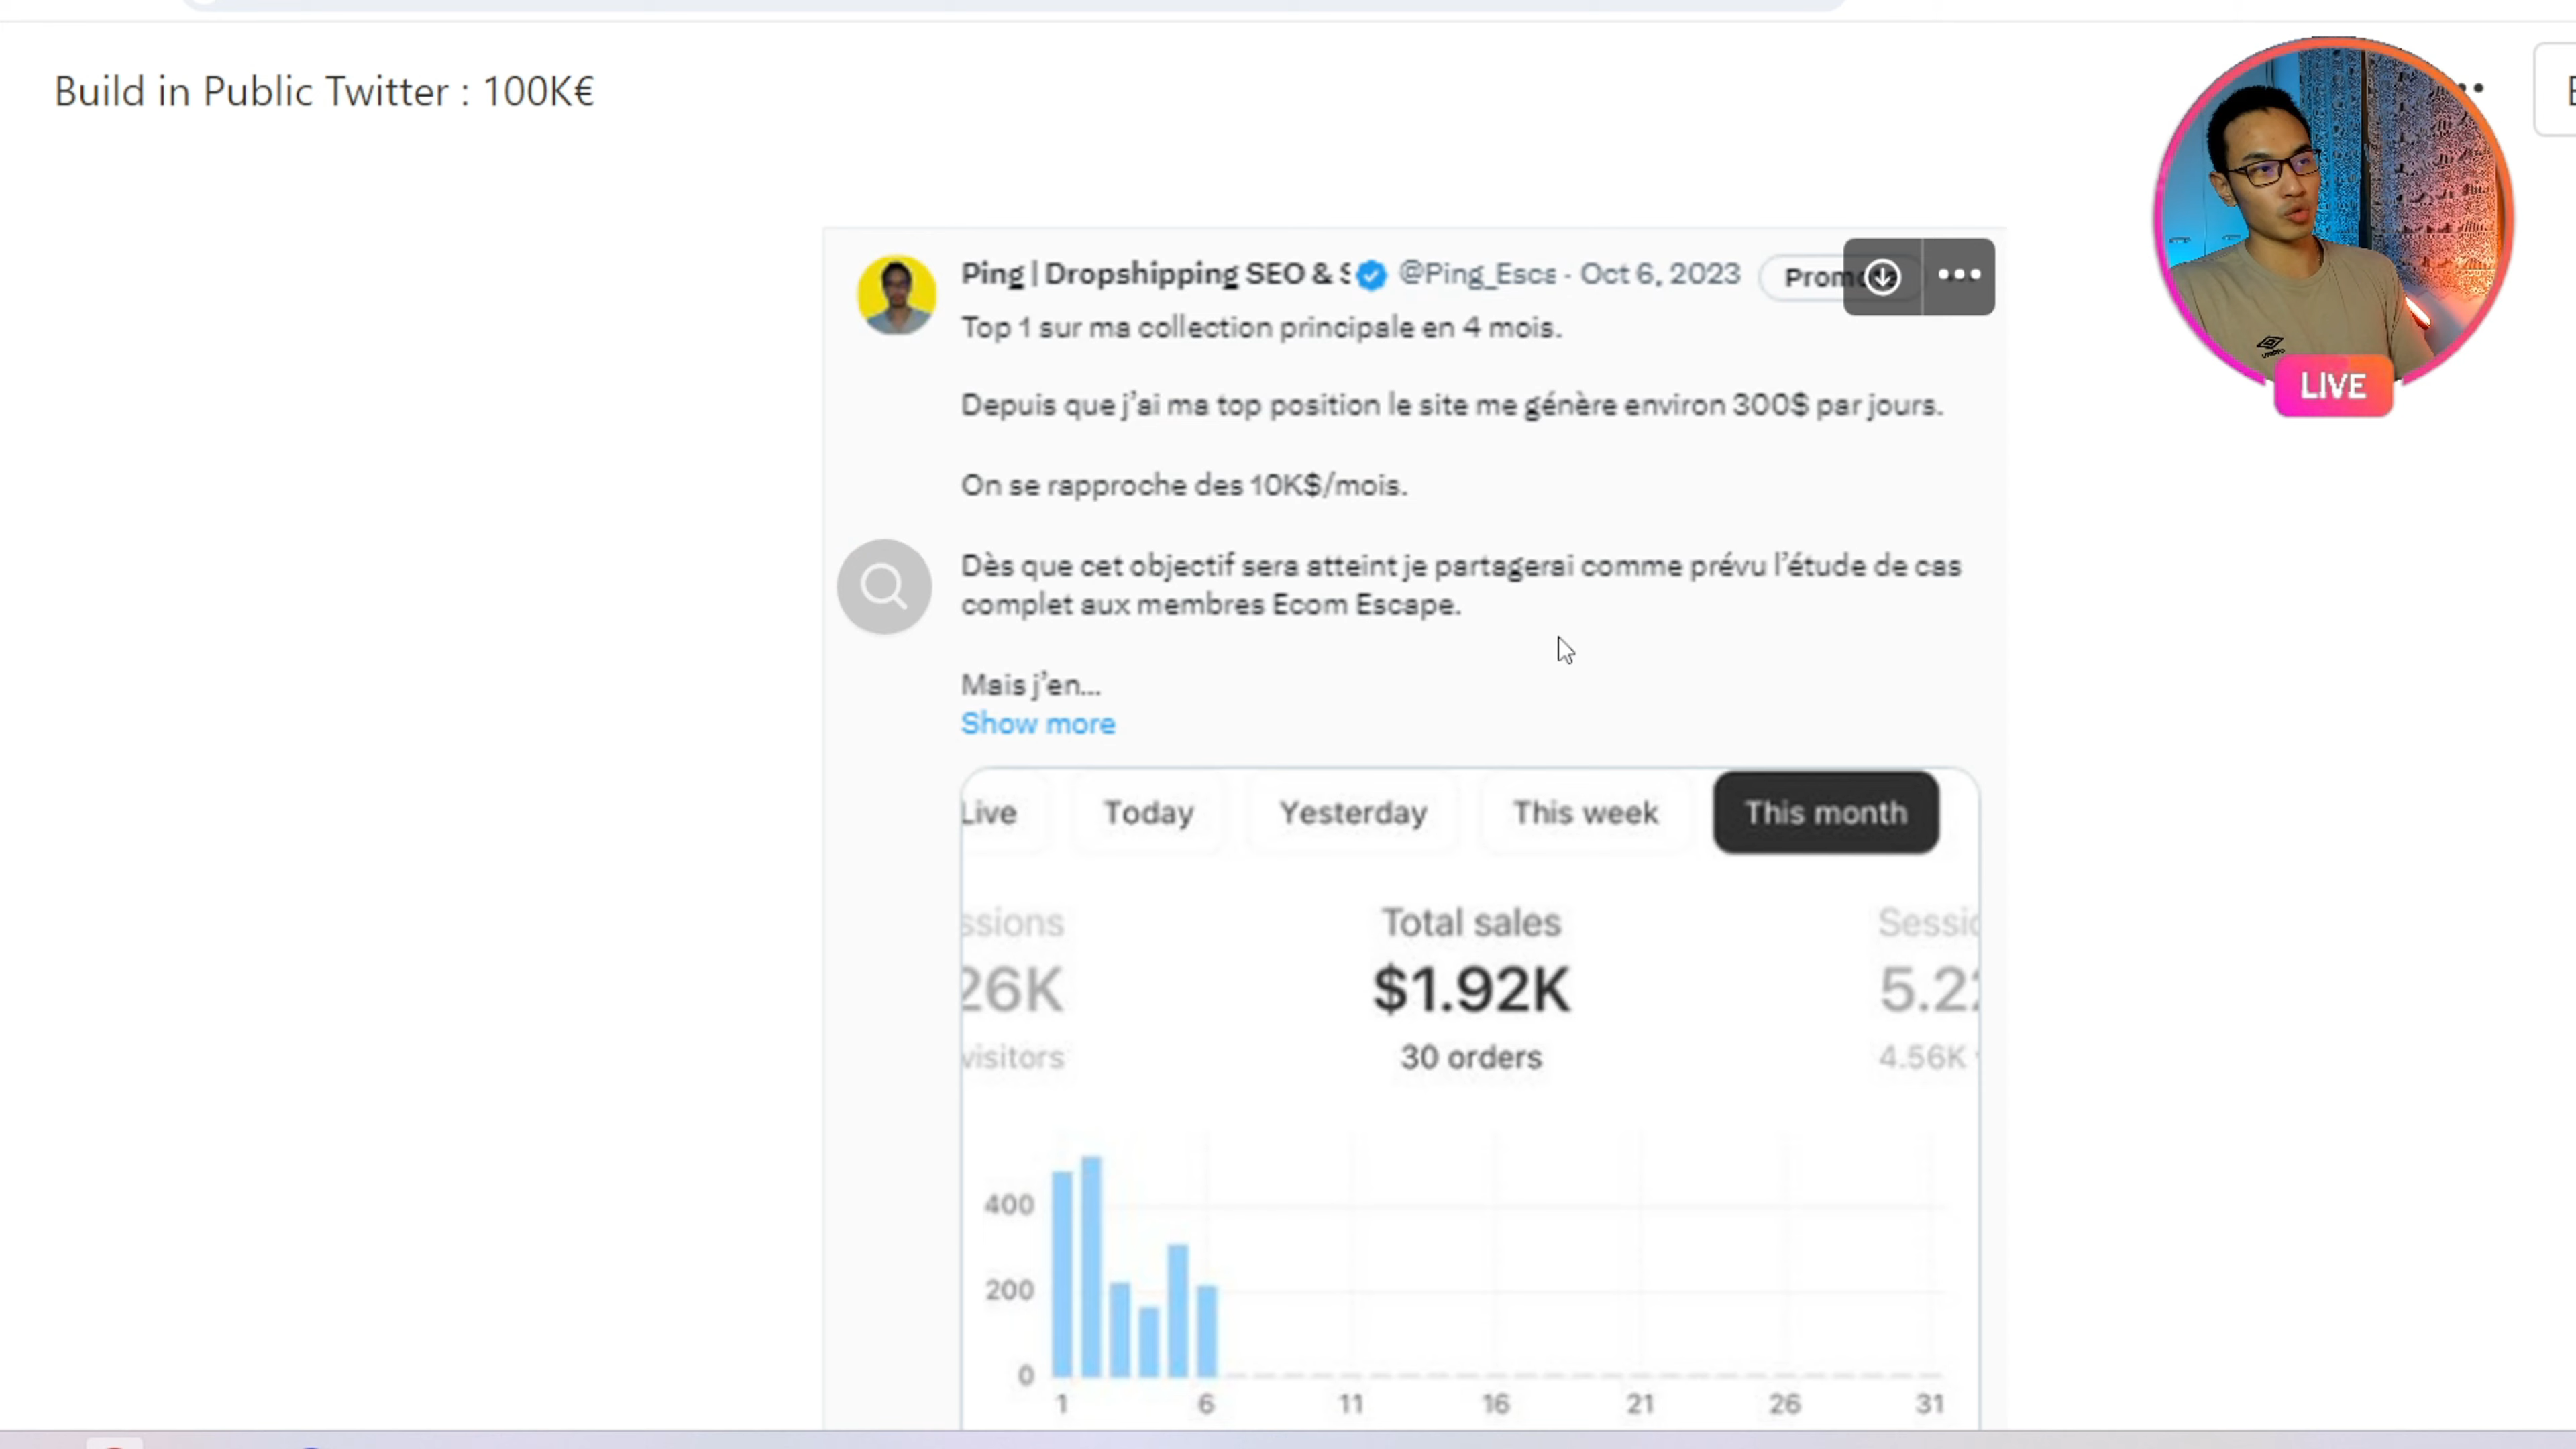 Build in Public Twitter : 100K€
Ping | Dropshipping SEO & @Ping_Esca · Oct 6, 2023
Top 1 sur ma collection principale en 4 mois.
Depuis que j'ai ma top position le site me génère environ 300$ par jours.
On se rapproche des 10K$/mois.
Dès que cet objectif sera atteint je partagerai comme prévu l'étude de cas
complet aux membres Ecom Escape.
Mais j'en...
Show more
LIVE
Live Today Yesterday This week This month
ssions Total sales Sessio
26K $1.92K 5.2
visitors 30 orders 4.56K
400
200
0
1 6 11 16 21 26 31